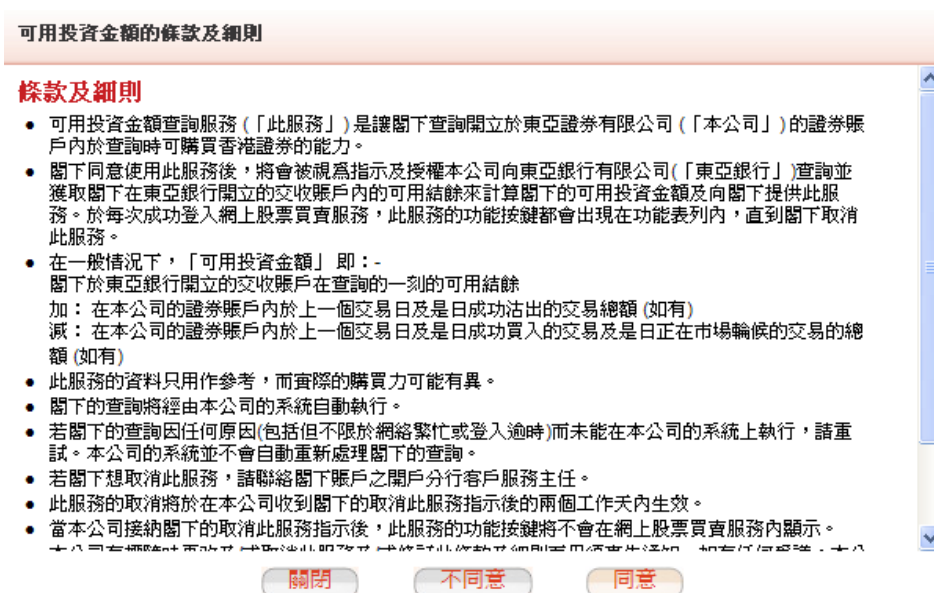 可用投資金額的條款及細則
條款及細則
● 可用投資金額查詢服務 (「此服務」) 是讓閣下查詢開立於東亞證券有限公司 (「本公司」) 的證券賬
戶內於查詢時可購買香港證券的能力。
● 閣下同意使用此服務後，將會被視為指示及授權本公司向東亞銀行有限公司(「東亞銀行」)查詢並
獲取閣下在東亞銀行開立的交收賬戶內的可用結餘來計算閣下的可用投資金額及向閣下提供此服
務。於每次成功登入網上股票買賣服務，此服務的功能按鍵都會出現在功能表列內，直到閣下取消
此服務。
● 在一般情況下，「可用投資金額」 即：-
閣下於東亞銀行開立的交收賬戶在查詢的一刻的可用結餘
加： 在本公司的證券賬戶內於上一個交易日及是日成功沽出的交易總額 (如有)
減： 在本公司的證券賬戶內於上一個交易日及是日成功買入的交易及是日正在市場輪候的交易的總
額 (如有)
● 此服務的資料只用作參考，而實際的購買力可能有異。
● 閣下的查詢將經由本公司的系統自動執行。
● 若閣下的查詢因任何原因(包括但不限於網絡繁忙或登入逾時)而未能在本公司的系統上執行，請重
試。本公司的系統並不會自動重新處理閣下的查詢。
● 若閣下想取消此服務，請聯絡閣下賬戶之開戶分行客戶服務主任。
● 此服務的取消將於在本公司收到閣下的取消此服務指示後的兩個工作天內生效。
● 當本公司接納閣下的取消此服務指示後，此服務的功能按鍵將不會在網上股票買賣服務內顯示。
關閉 不同意 同意